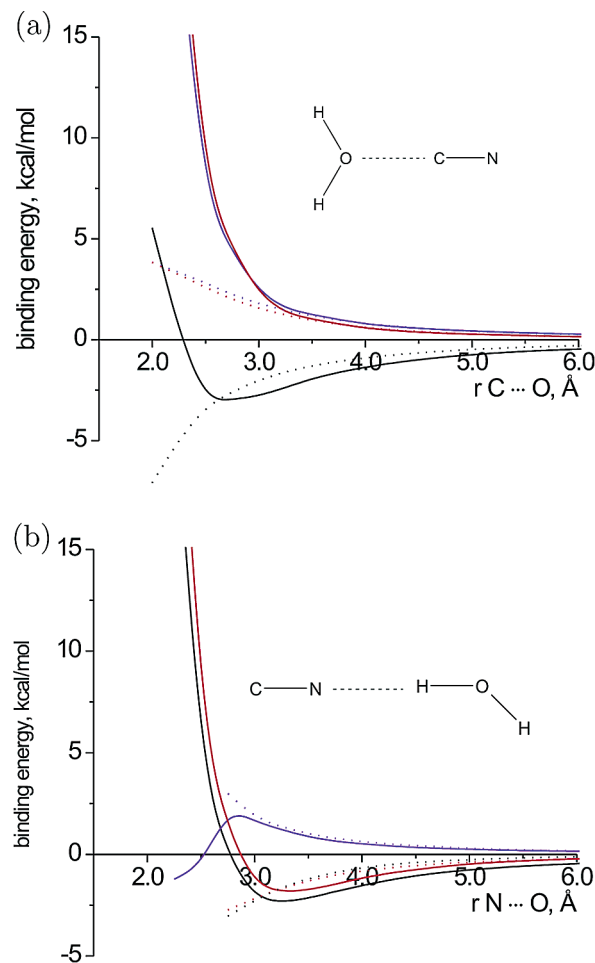 (a)
15
10
5
0
-5
binding energy, kcal/mol
H
O
C
N
H
2.0 3.0 4.0 5.0 6.0
r C ··· O, Å
(b)
15
10
5
0
-5
binding energy, kcal/mol
C N H O
H
2.0 3.0 4.0 5.0 6.0
r N ··· O, Å